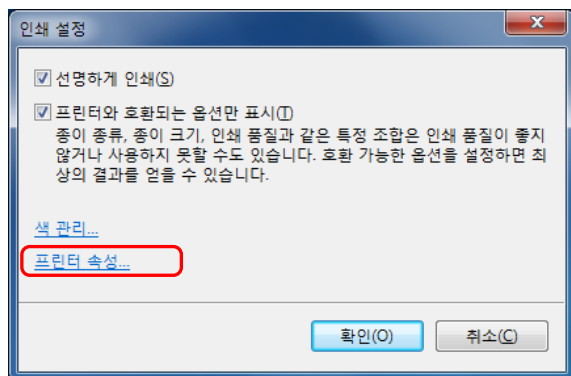 인쇄 설정
선명하게 인쇄(S)
프린터와 호환되는 옵션만 표시(T)
종이 종류, 종이 크기, 인쇄 품질과 같은 특정 조합은 인쇄 품질이 좋지
않거나 사용하지 못할 수도 있습니다. 호환 가능한 옵션을 설정하면 최
상의 결과를 얻을 수 있습니다.
색 관리...
프린터 속성...
확인(O)
취소(C)